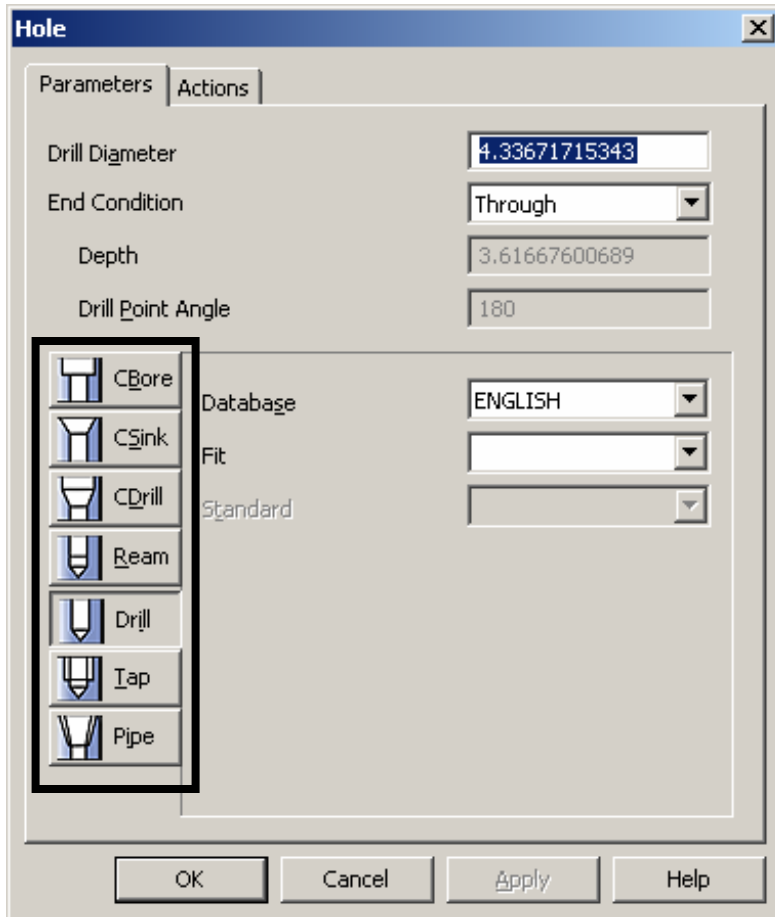 Hole
Parameters Actions
Drill Diameter 4.33671715343
End Condition Through
Depth 3.61667600689
Drill Point Angle 180
CBore
CSink
CDrill
Ream
Drill
Tap
Pipe
Database ENGLISH
Fit
Standard
OK Cancel Apply Help